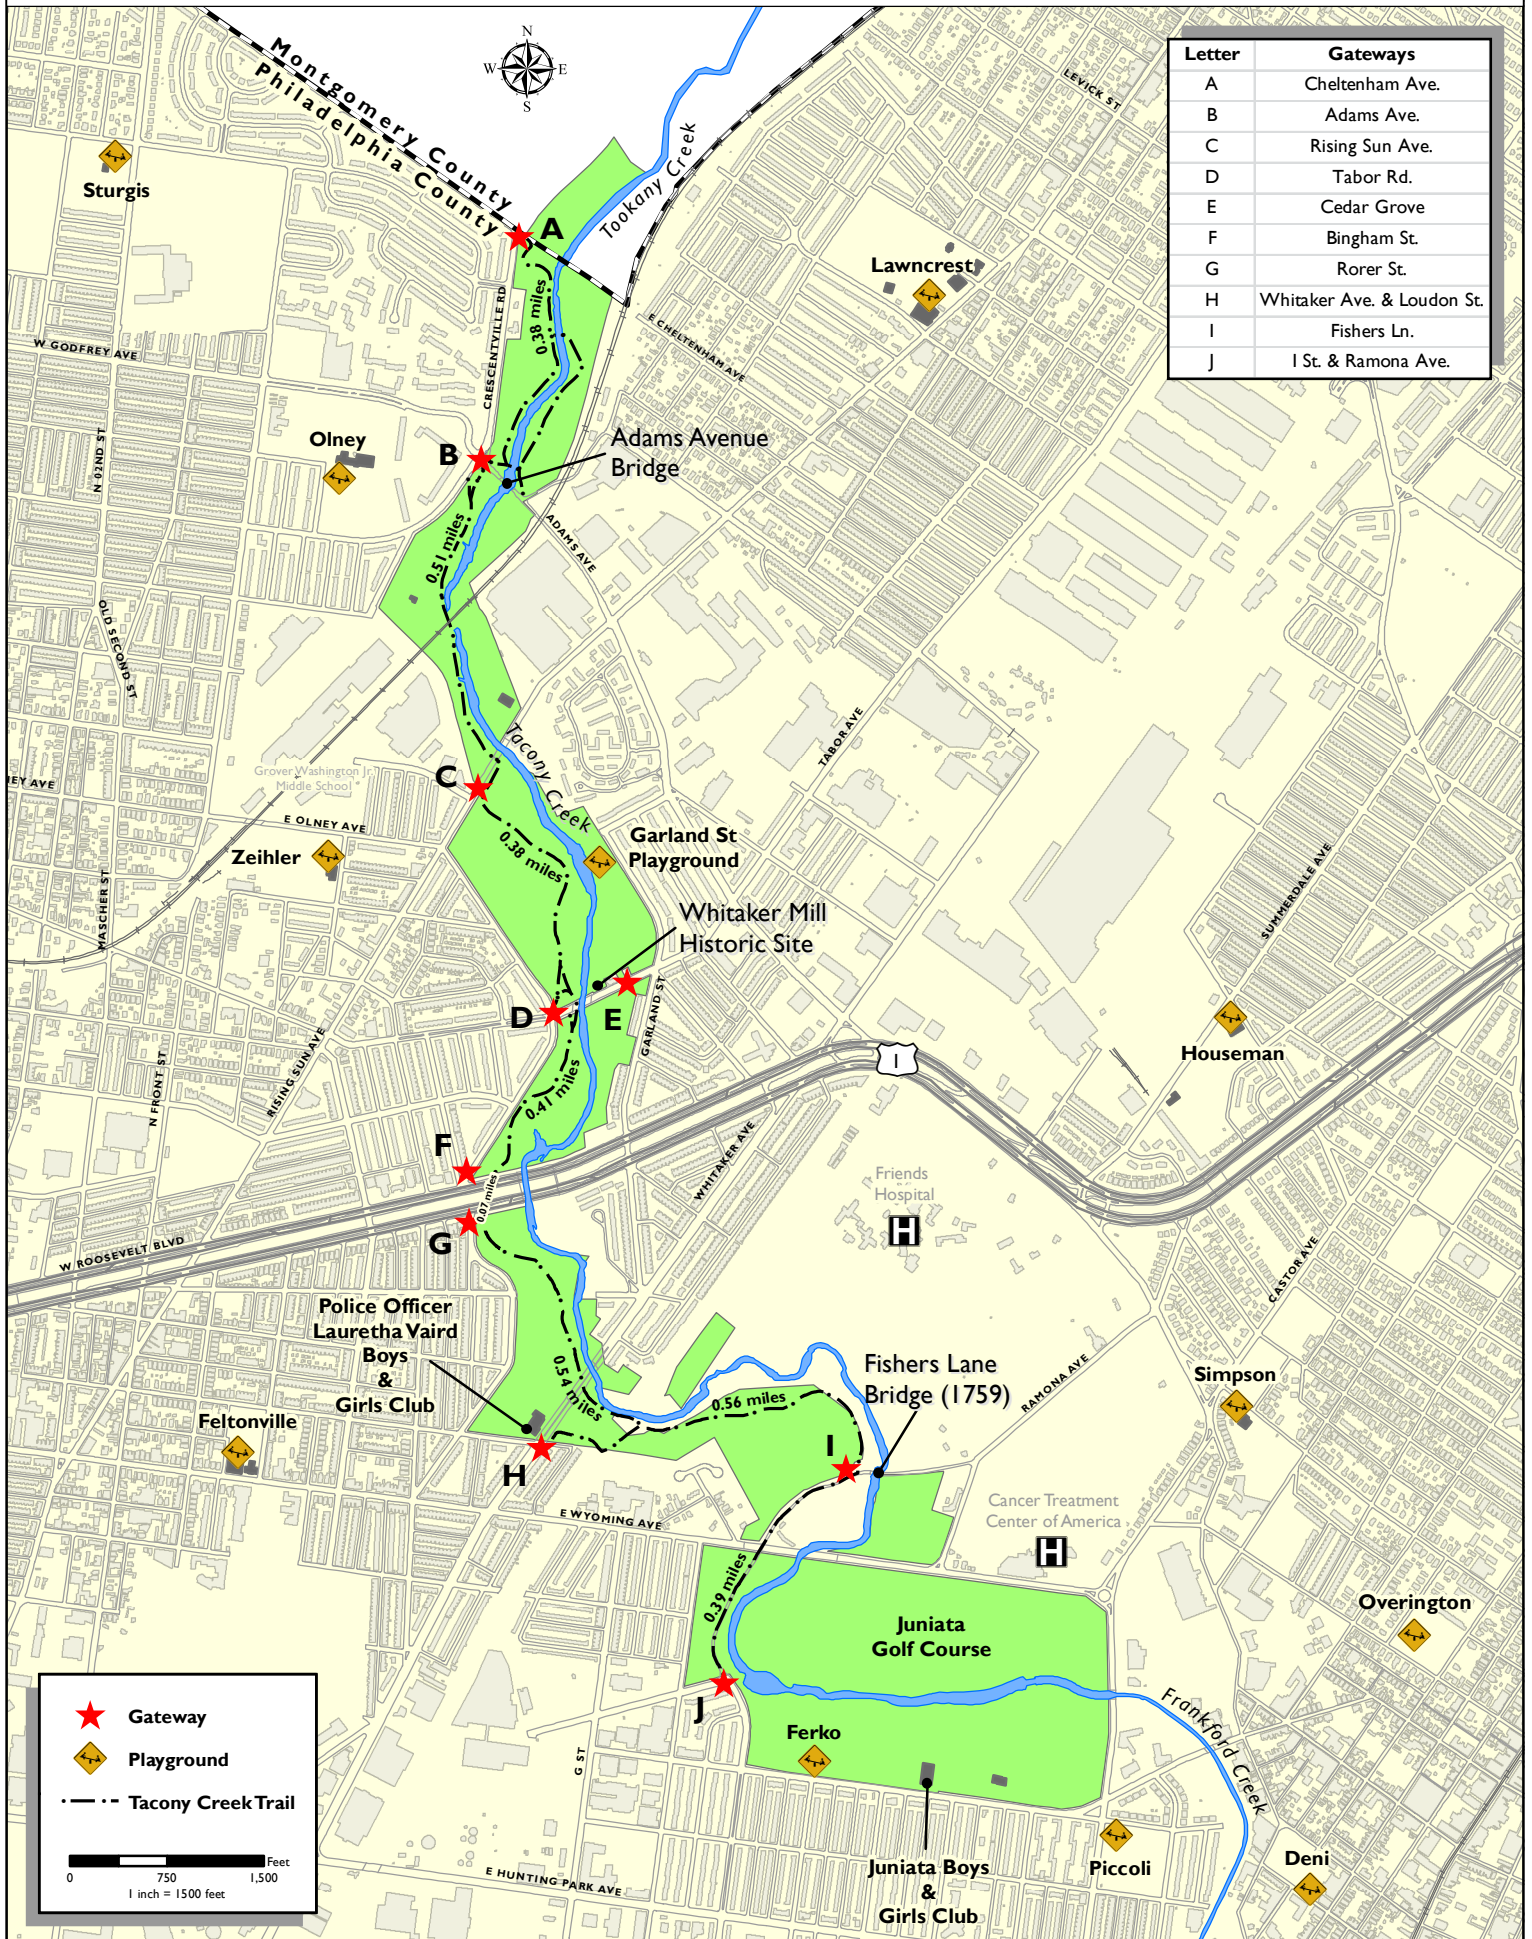 Montgomery County
Philadelphia County
N
W
E
S
Tookany Creek
LEVICK ST
Letter Gateways
A Cheltenham Ave.
B Adams Ave.
C Rising Sun Ave.
D Tabor Rd.
E Cedar Grove
F Bingham St.
G Rorer St.
H Whitaker Ave. & Loudon St.
I Fishers Ln.
J I St. & Ramona Ave.
Sturgis
A
Lawncrest
0.38 miles
CRESCENTVILLE RD
E CHELTENHAM AVE
W GODFREY AVE
N 02ND ST
Olney
B
Adams Avenue
Bridge
0.51 miles
ADAMS AVE
OLD SECOND ST
TABOR AVE
Tacony Creek
Grover Washington Jr.
Middle School
C
NEY AVE
E OLNEY AVE
Zeihler
0.38 miles
Garland St
Playground
MASCHER ST
SUMMERDALE AVE
Whitaker Mill
Historic Site
D
E
GARLAND ST
Houseman
1
N FRONT ST
RISING SUN AVE
0.41 miles
F
WHITAKER AVE
0.07 miles
Friends
Hospital
H
G
W ROOSEVELT BLVD
CASTOR AVE
Police Officer
Lauretha Vaird
Boys
&
Girls Club
0.54 miles
0.56 miles
Fishers Lane
Bridge (1759)
RAMONA AVE
Simpson
Feltonville
H
I
E WYOMING AVE
Cancer Treatment
Center of America
H
0.39 miles
Juniata
Golf Course
Overington
J
Frankford Creek
Ferko
G ST
Gateway
Playground
Tacony Creek Trail
Feet
0 750 1,500
1 inch = 1500 feet
E HUNTING PARK AVE
Juniata Boys
&
Girls Club
Piccoli
Deni